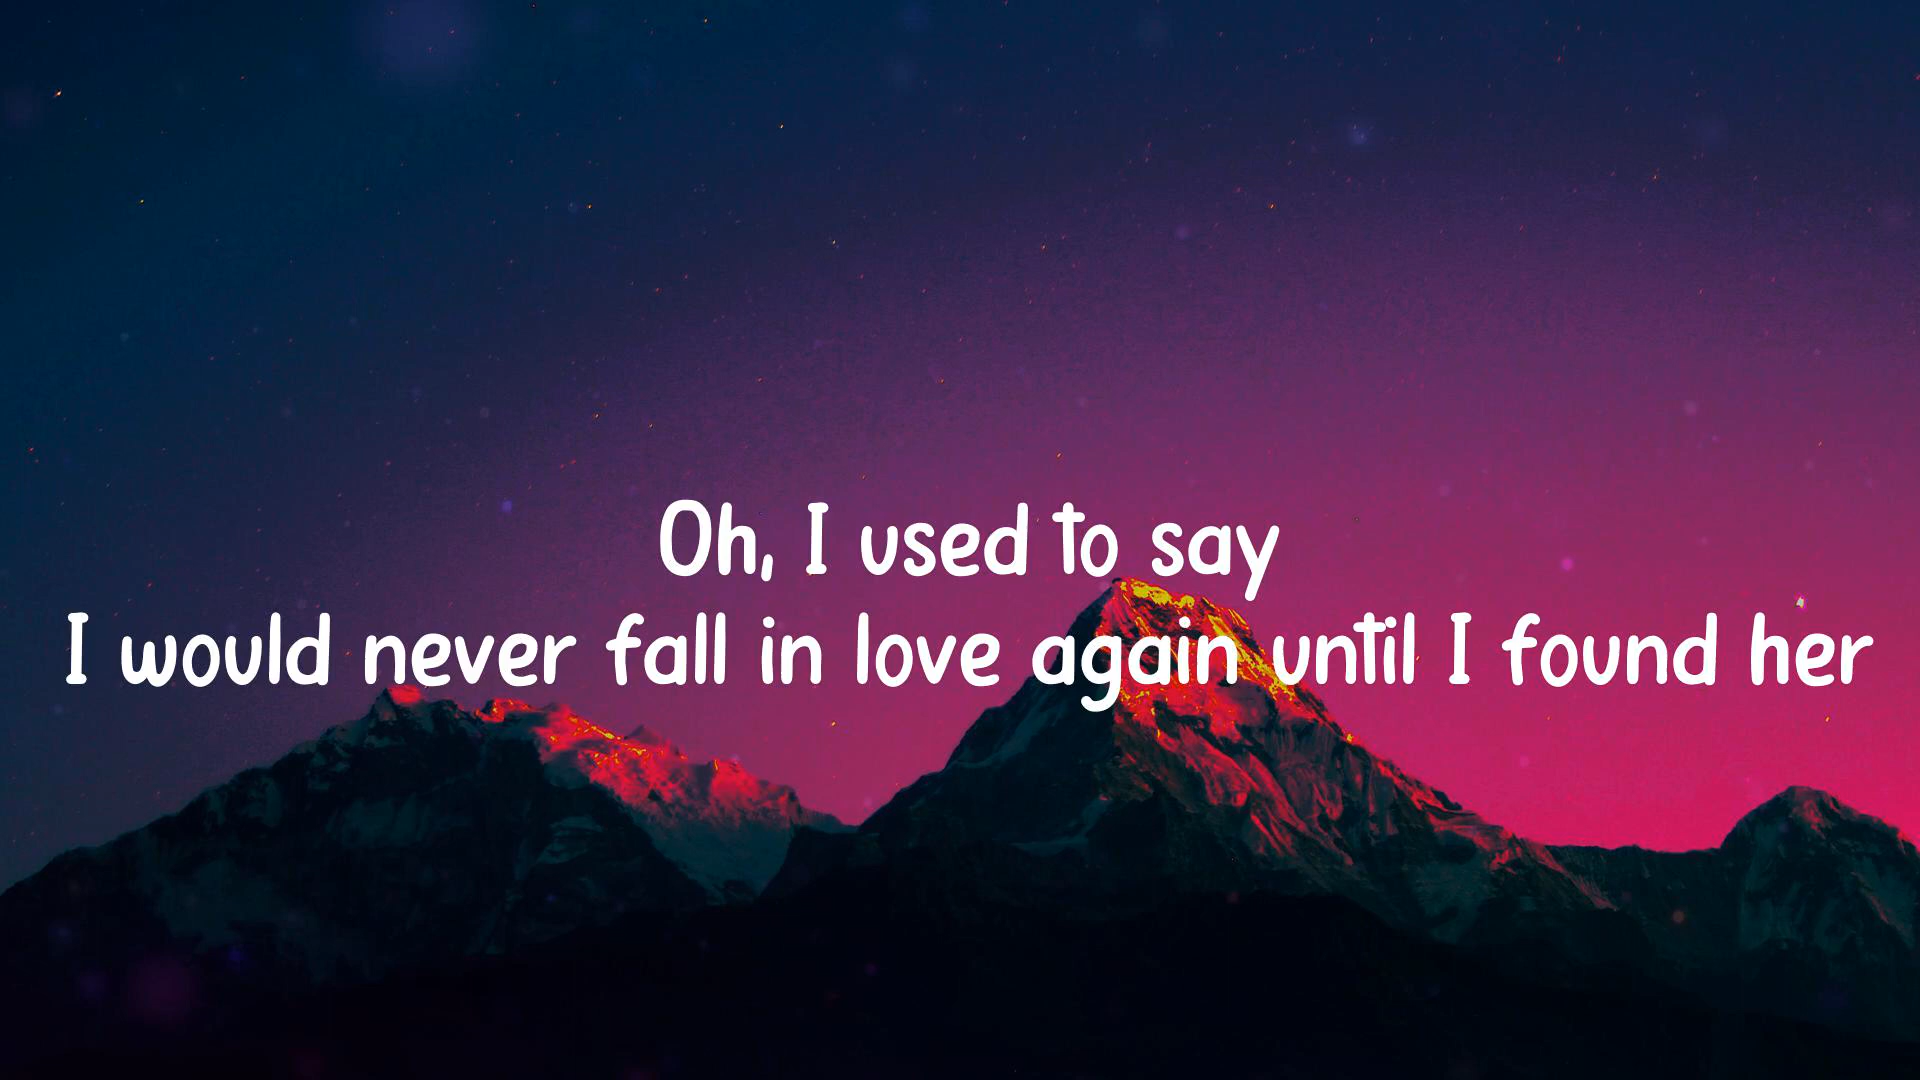 Oh, I used to say
I would never fall in love again until I found her